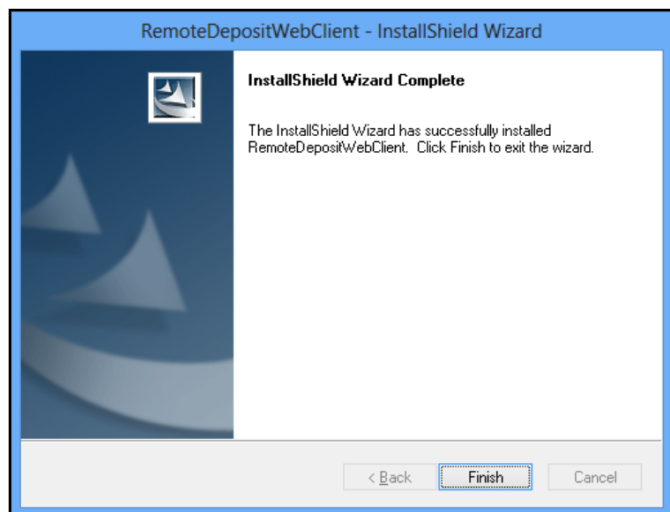 RemoteDepositWebClient - InstallShield Wizard
InstallShield Wizard Complete
The InstallShield Wizard has successfully installed
RemoteDepositWebClient. Click Finish to exit the wizard.
< Back
Finish
Cancel